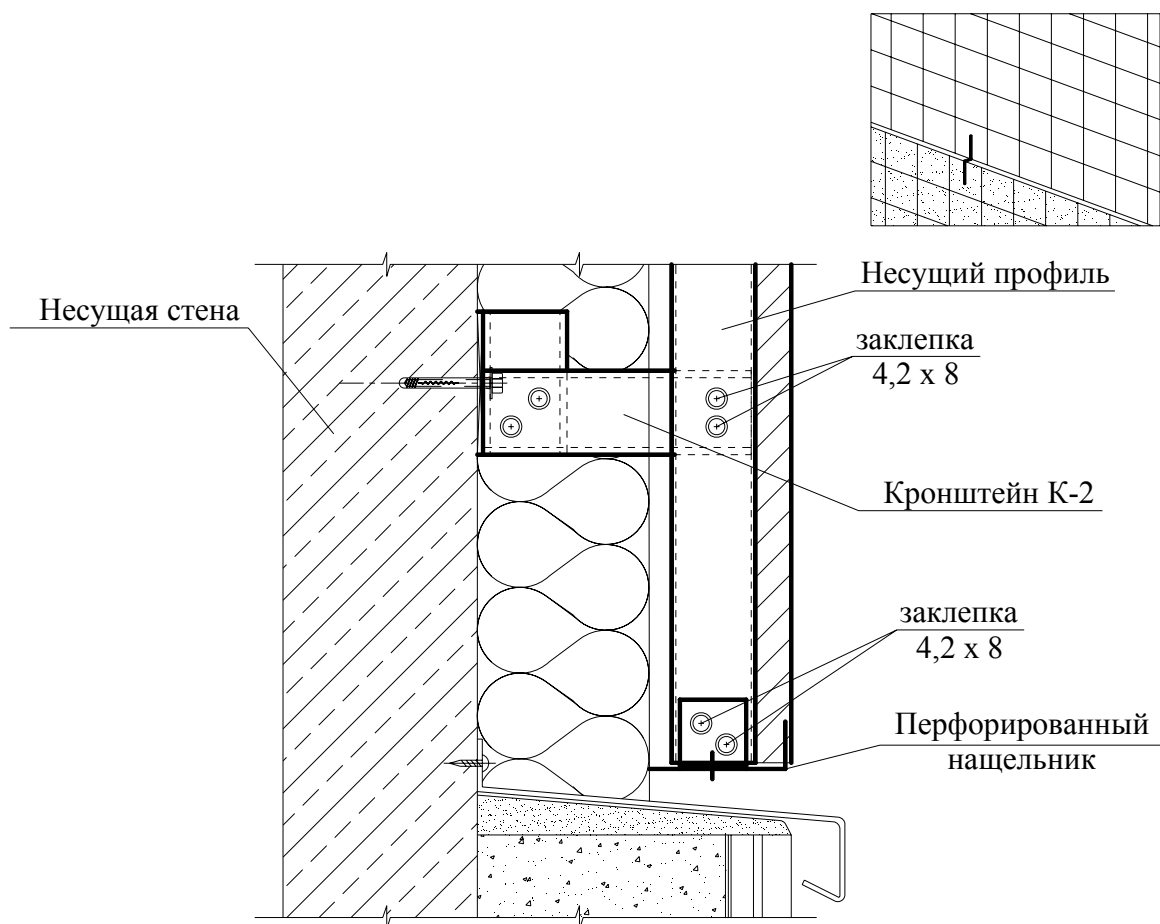 Несущая стена
Несущий профиль
заклепка
4,2 х 8
Кронштейн К-2
заклепка
4,2 х 8
Перфорированный
нащельник